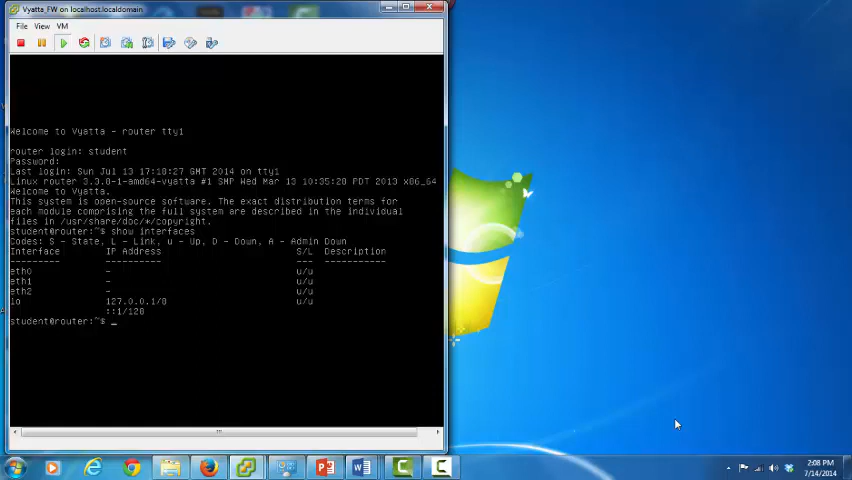 Vyatta_FW on localhost.localdomain
File View VM
Welcome to Vyatta - router tty1
router login: student
Password:
Last login: Sun Jul 13 17:18:27 GMT 2014 on tty1
Linux router 3.3.8-1-amd64-vyatta #1 SMP Wed Mar 13 10:35:28 PDT 2013 x86_64
Welcome to Vyatta.
This system is open-source software. The exact distribution terms for
each module comprising the full system are described in the individual
files in /usr/share/doc/*/copyright.
student@router:~$ show interfaces
Codes: S - State, L - Link, u - Up, D - Down, A - Admin Down
Interface IP Address S/L Description
--------- ---------- --- -----------
eth0 - u/u
eth1 - u/u
eth2 - u/u
lo 127.0.0.1/8 u/u
::1/128
student@router:~$ _
2:08 PM
7/14/2014